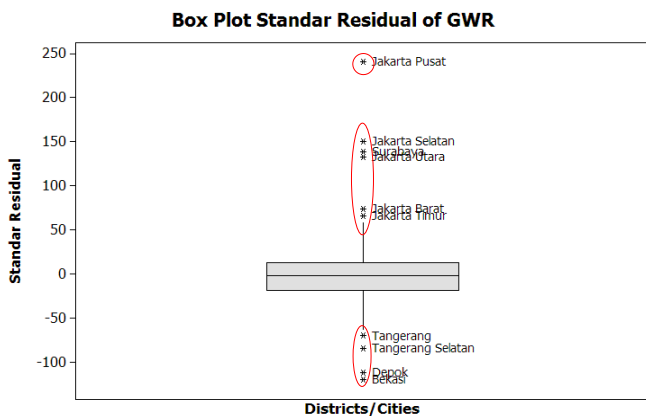 Box Plot Standar Residual of GWR
250
200
150
100
50
0
-50
-100
Standar Residual
Jakarta Pusat
Jakarta Selatan
Surabaya
Jakarta Utara
Jakarta Barat
Jakarta Timur
Tangerang
Tangerang Selatan
Depok
Bekasi
Districts/Cities